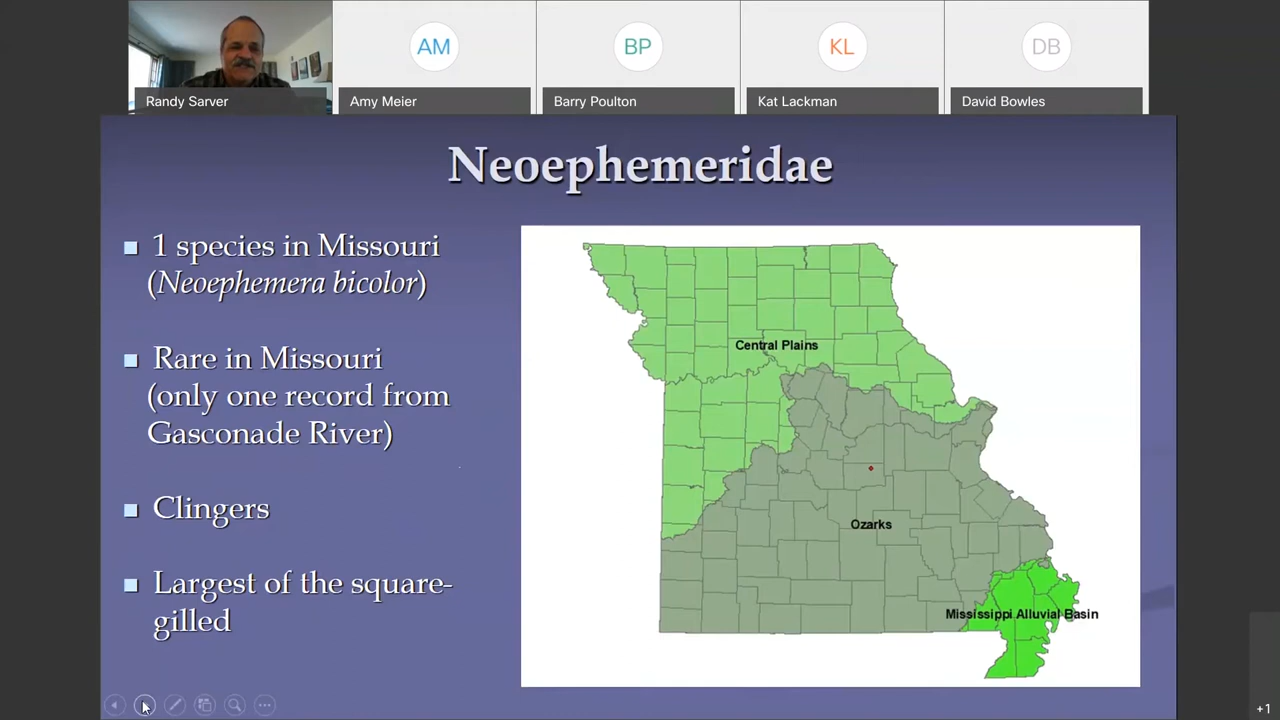 AM
BP
KL
DB
Randy Sarver
Amy Meier
Barry Poulton
Kat Lackman
David Bowles
Neoephemeridae
1 species in Missouri
(Neoephemera bicolor)
Rare in Missouri
(only one record from
Gasconade River)
Clingers
Largest of the square-
gilled
Central Plains
Ozarks
Mississippi Alluvial Basin
+1